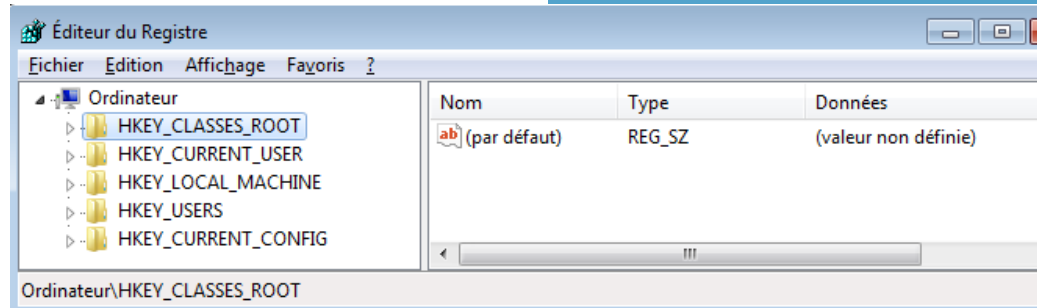 Éditeur du Registre
Fichier Edition Affichage Favoris ?
Ordinateur
HKEY_CLASSES_ROOT
HKEY_CURRENT_USER
HKEY_LOCAL_MACHINE
HKEY_USERS
HKEY_CURRENT_CONFIG
Nom Type Données
ab (par défaut) REG_SZ (valeur non définie)
Ordinateur\HKEY_CLASSES_ROOT